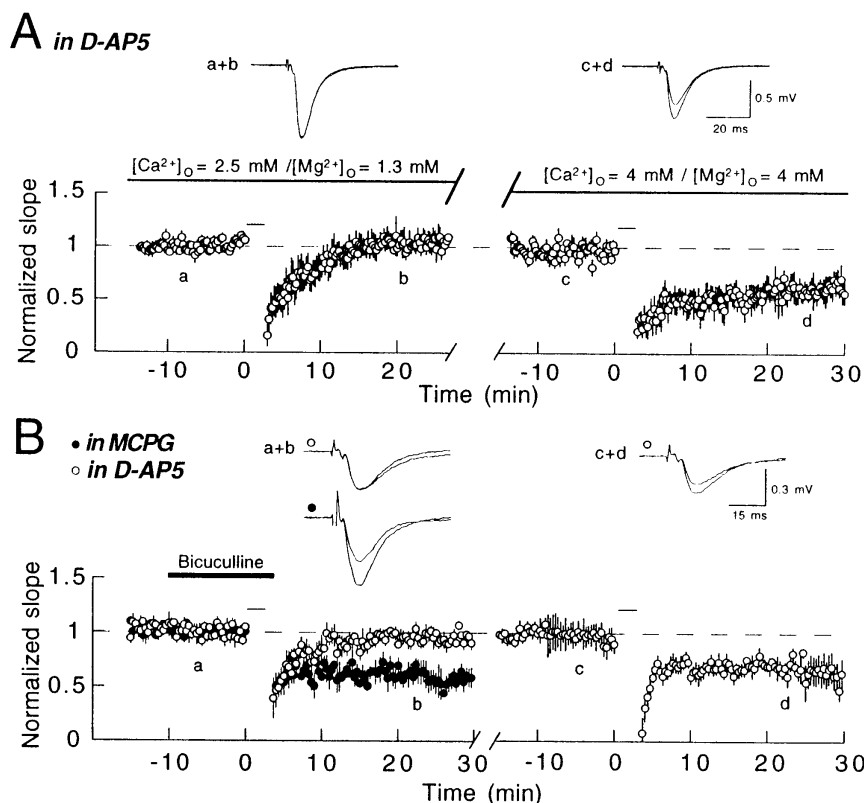 A in D-AP5
a+b
c+d
0.5 mV
20 ms
[Ca²⁺]o = 2.5 mM /[Mg²⁺]o = 1.3 mM
[Ca²⁺]o = 4 mM / [Mg²⁺]o = 4 mM
Normalized slope
1.5
1
0.5
0
a
b
c
d
-10 0 10 20
-10 0 10 20 30
Time (min)
B
● in MCPG
○ in D-AP5
a+b
c+d
0.3 mV
15 ms
Bicuculline
Normalized slope
1.5
1
0.5
0
a
b
c
d
-10 0 10 20 30
-10 0 10 20 30
Time (min)